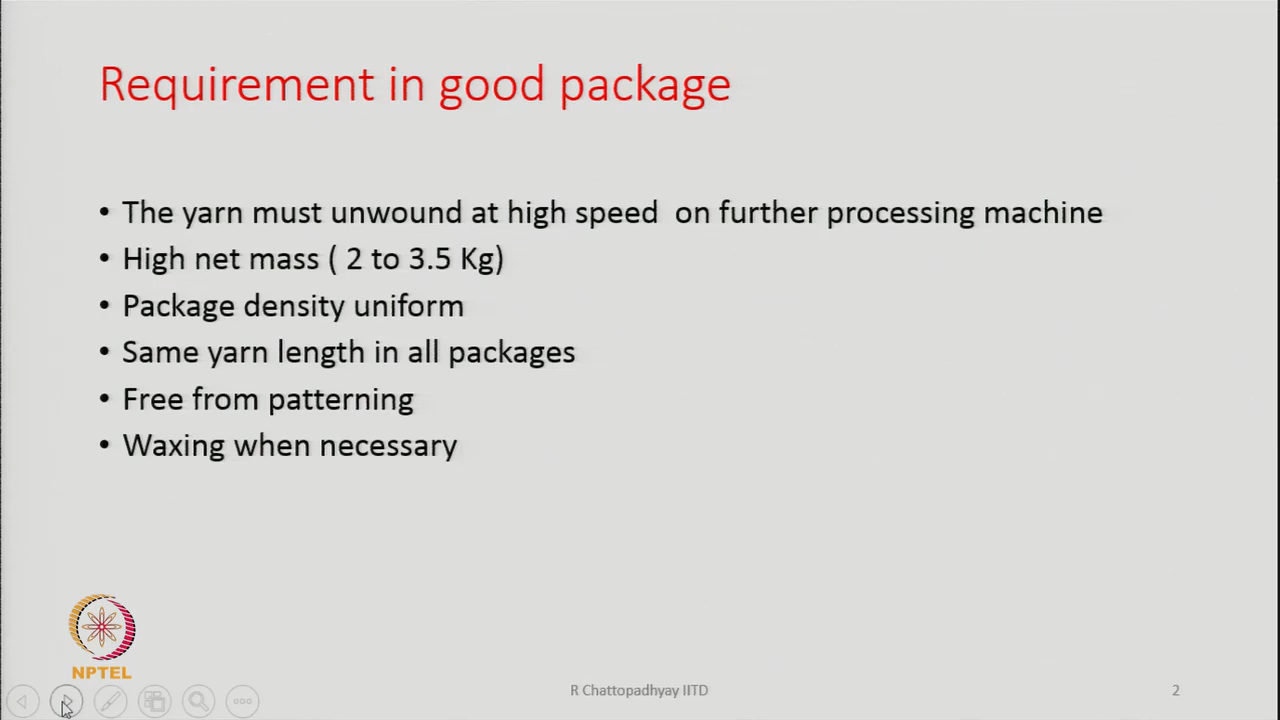 Requirement in good package
• The yarn must unwound at high speed  on further processing machine
• High net mass ( 2 to 3.5 Kg)
• Package density uniform
• Same yarn length in all packages
• Free from patterning
• Waxing when necessary
NPTEL
R Chattopadhyay IITD
2